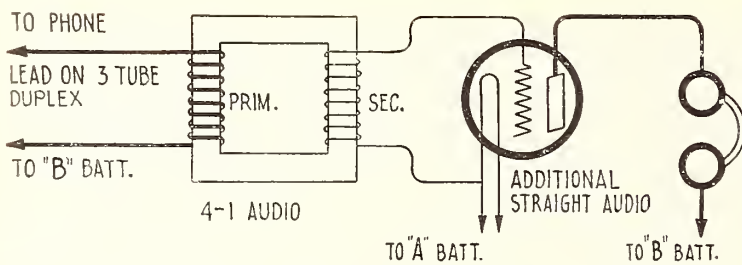 TO PHONE
LEAD ON 3 TUBE
DUPLEX
PRIM.
SEC.
TO "B" BATT.
4-1 AUDIO
ADDITIONAL
STRAIGHT AUDIO
TO "A" BATT.
TO "B" BATT.